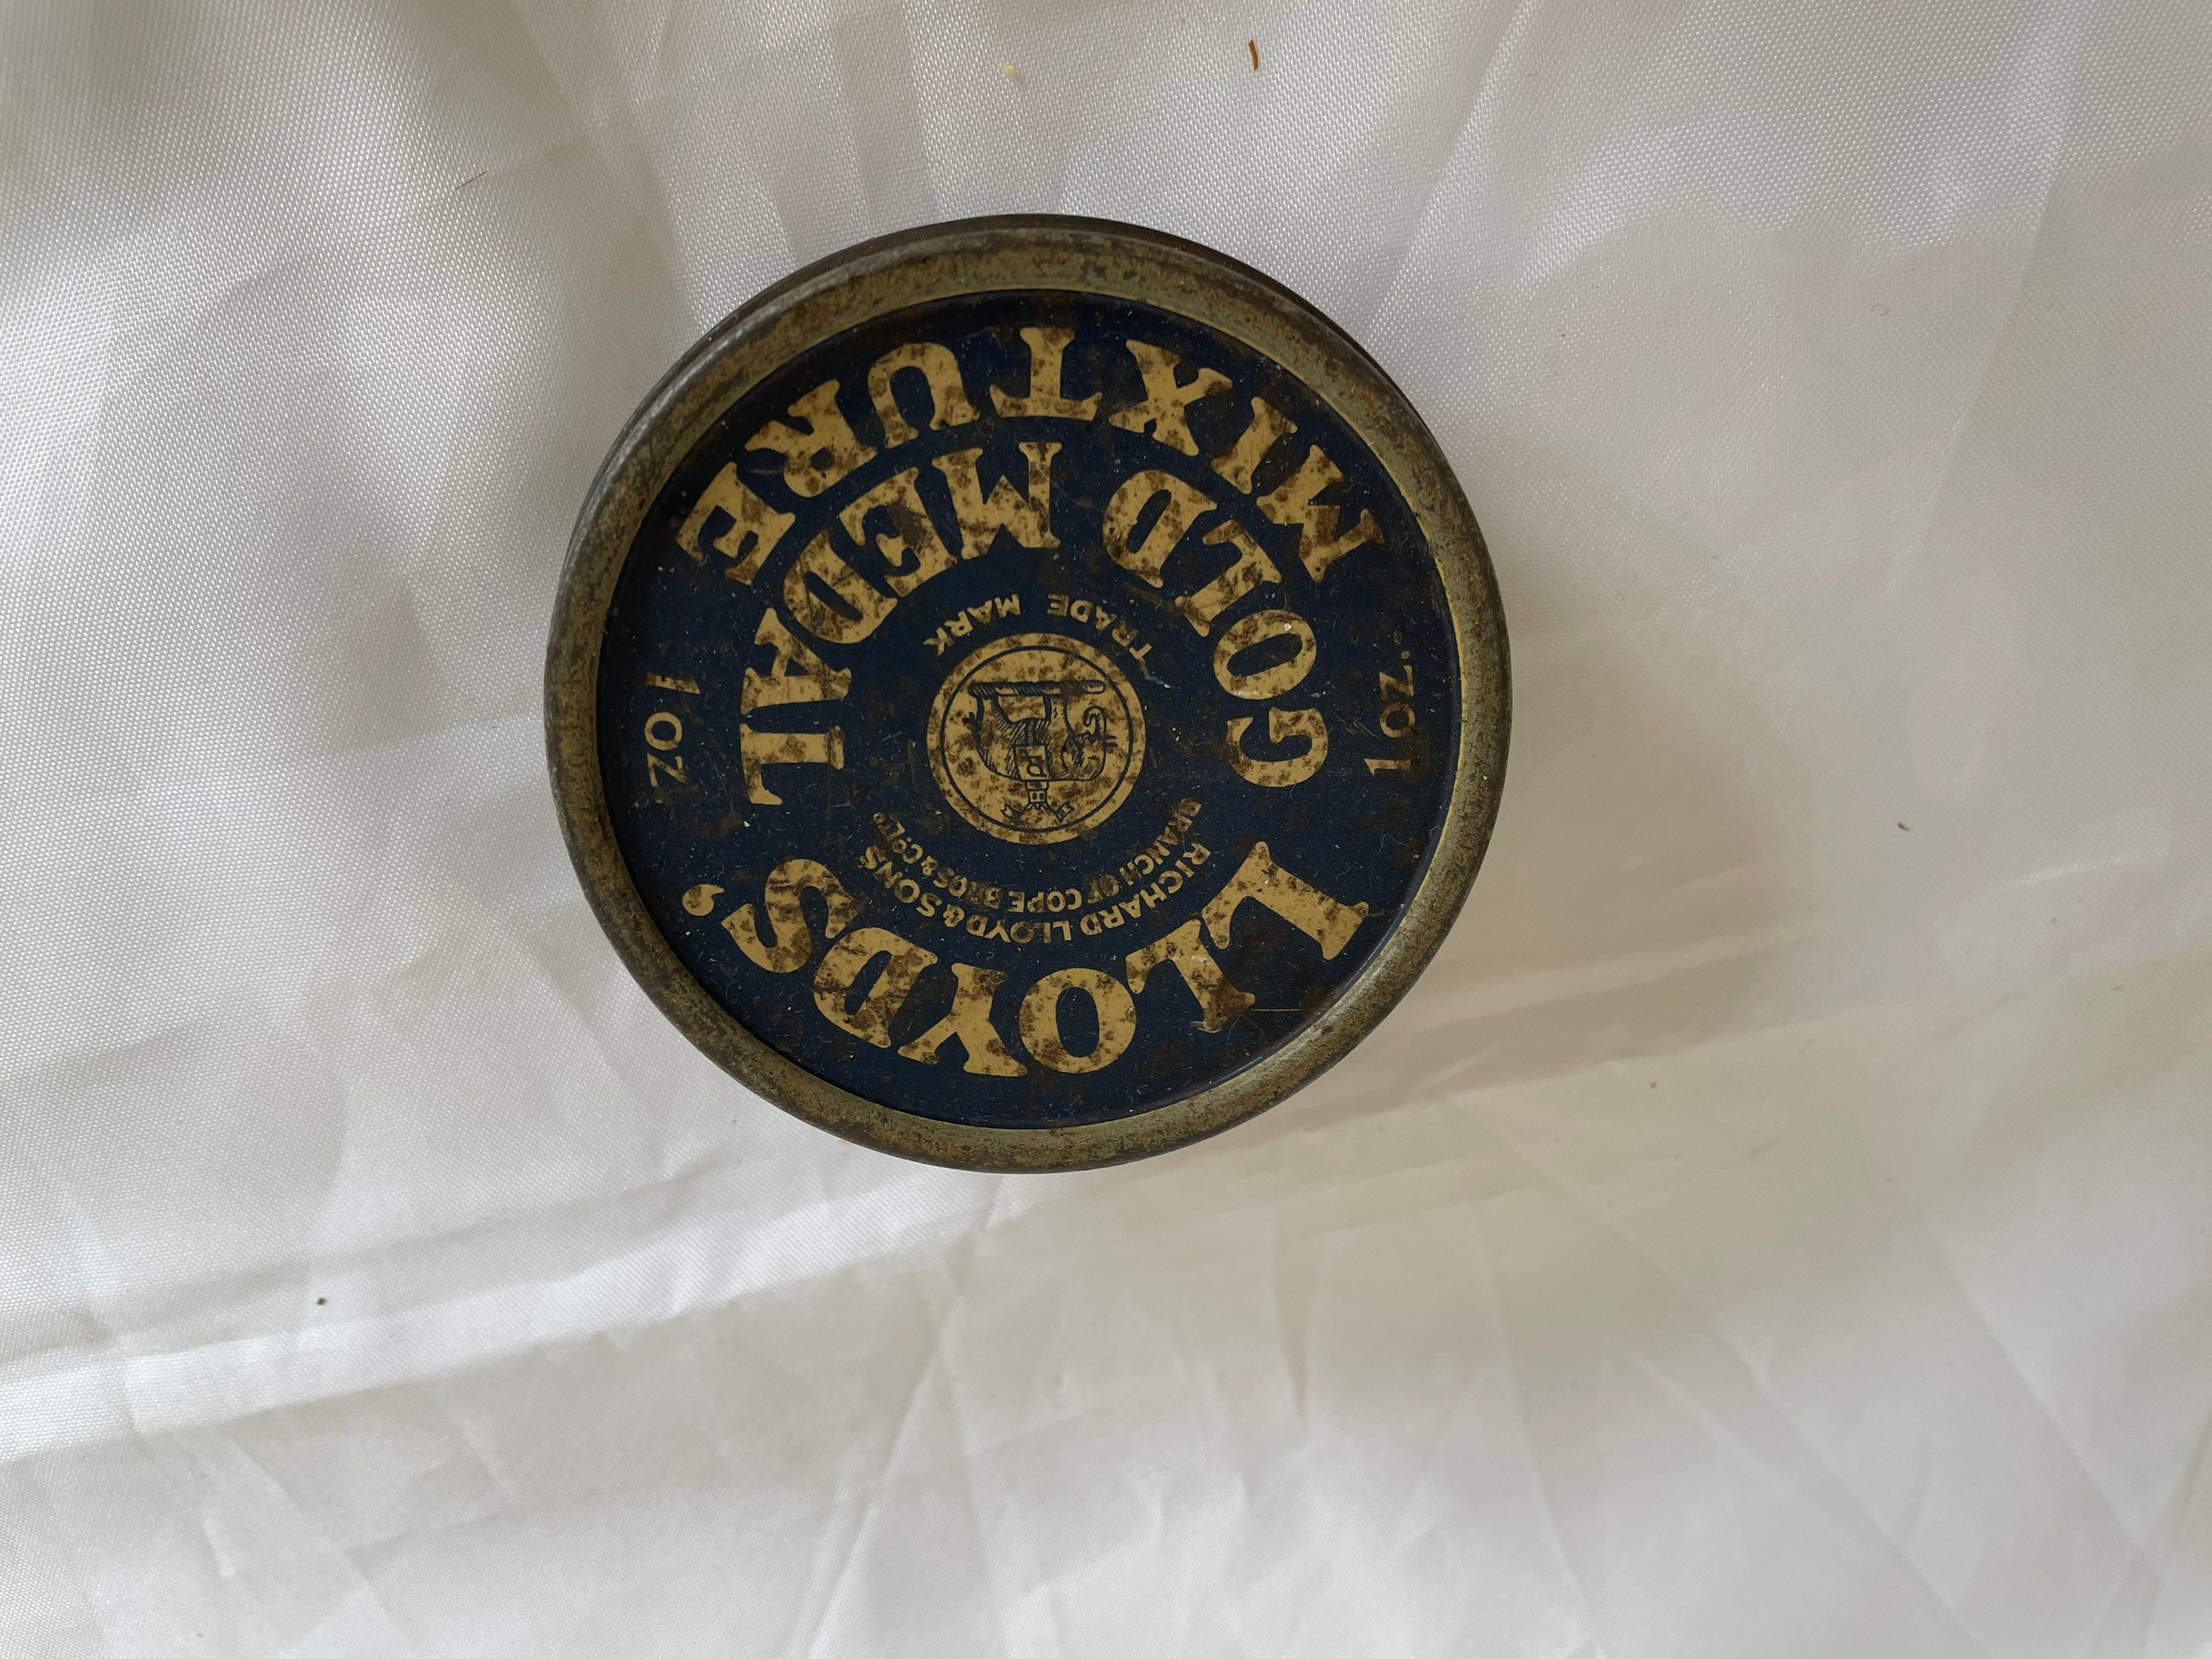 LLOYDS'
RICHARD LLOYD & SONS
BRANCH OF COPE BROS & CO LTD
1 OZ.
1 OZ
TRADE MARK
GOLD MEDAL
MIXTURE